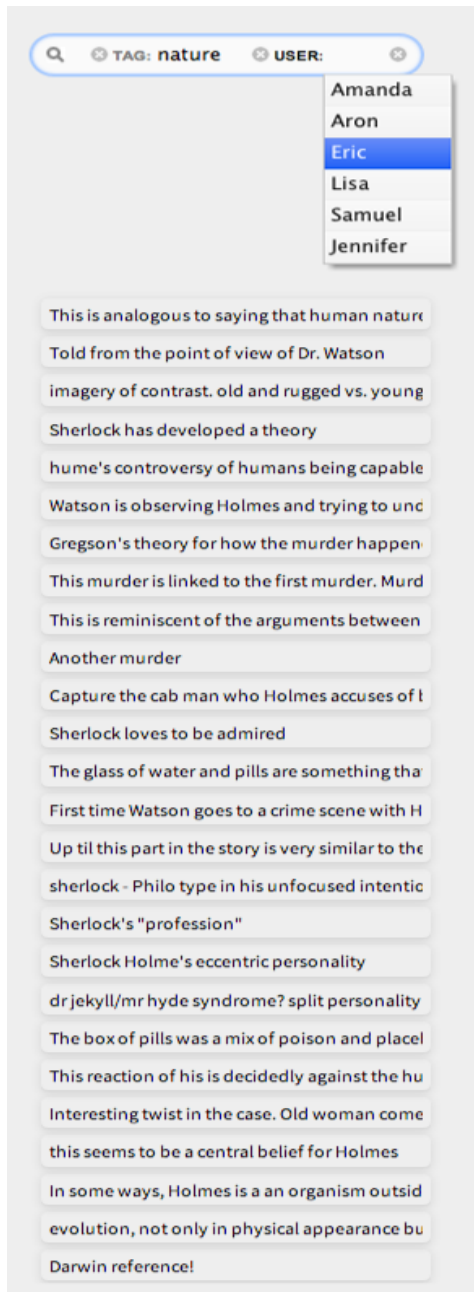 TAG: nature USER:
Amanda
Aron
Eric
Lisa
Samuel
Jennifer
This is analogous to saying that human nature
Told from the point of view of Dr. Watson
imagery of contrast. old and rugged vs. young
Sherlock has developed a theory
hume's controversy of humans being capable
Watson is observing Holmes and trying to und
Gregson's theory for how the murder happen
This murder is linked to the first murder. Murd
This is reminiscent of the arguments between
Another murder
Capture the cab man who Holmes accuses of
Sherlock loves to be admired
The glass of water and pills are something tha
First time Watson goes to a crime scene with H
Up til this part in the story is very similar to the
sherlock - Philo type in his unfocused intentio
Sherlock's "profession"
Sherlock Holme's eccentric personality
dr jekyll/mr hyde syndrome? split personality
The box of pills was a mix of poison and place
This reaction of his is decidedly against the hu
Interesting twist in the case. Old woman come
this seems to be a central belief for Holmes
In some ways, Holmes is a an organism outsid
evolution, not only in physical appearance bu
Darwin reference!